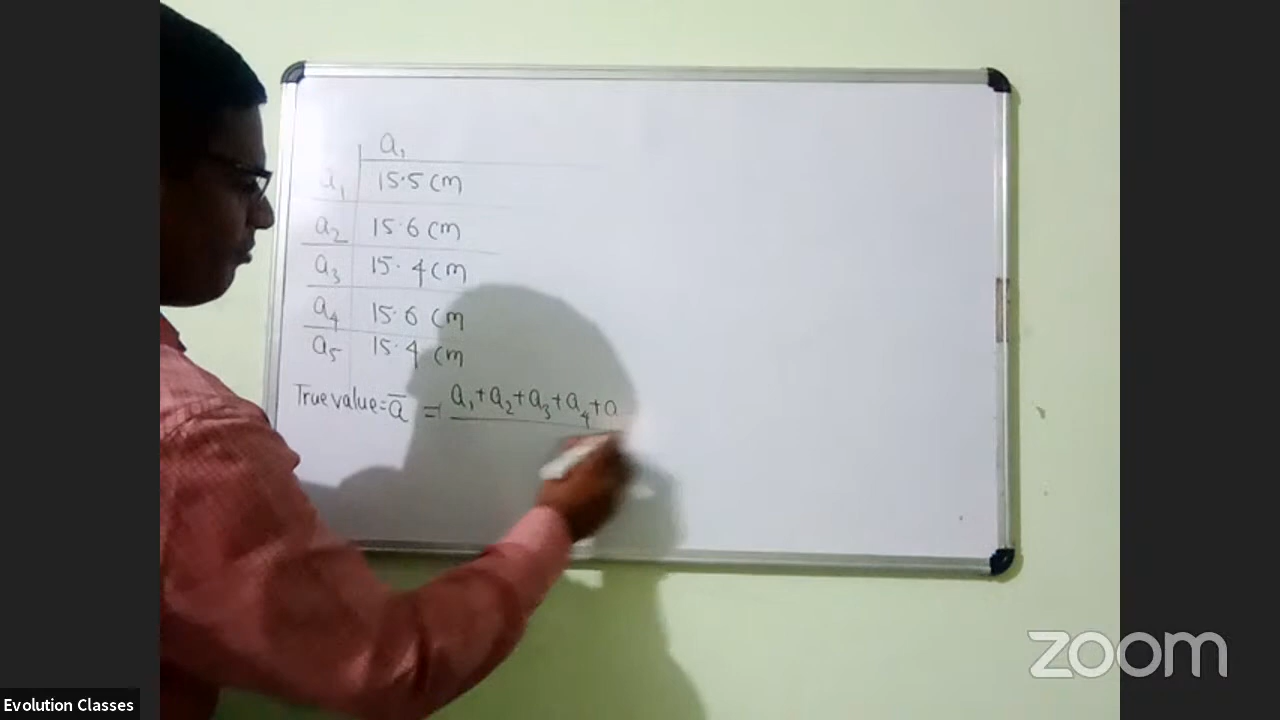 a₁
a₁ 15.5 cm
a₂ 15.6 cm
a₃ 15.4 cm
a₄ 15.6 cm
a₅ 15.4 cm
True value = a̅ = a₁+a₂+a₃+a₄+a
zoom
Evolution Classes